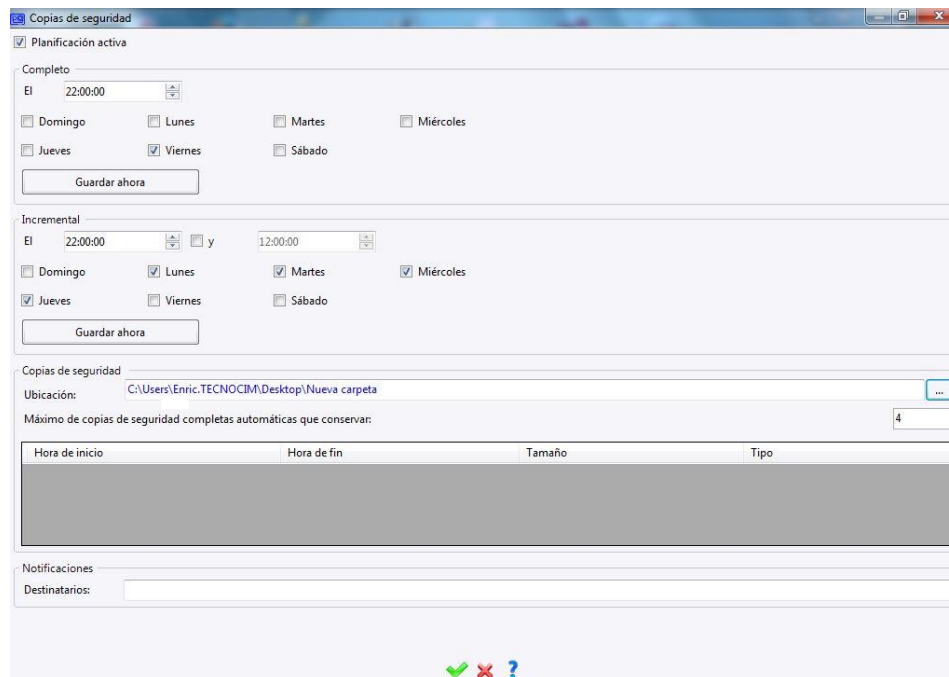 Copias de seguridad
Planificación activa
Completo
El 22:00:00
Domingo Lunes Martes Miércoles
Jueves Viernes Sábado
Guardar ahora
Incremental
El 22:00:00 y 12:00:00
Domingo Lunes Martes Miércoles
Jueves Viernes Sábado
Guardar ahora
Copias de seguridad
Ubicación: C:\Users\Enric.TECNOCIM\Desktop\Nueva carpeta ...
Máximo de copias de seguridad completas automáticas que conservar: 4
Hora de inicio Hora de fin Tamaño Tipo
Notificaciones
Destinatarios: